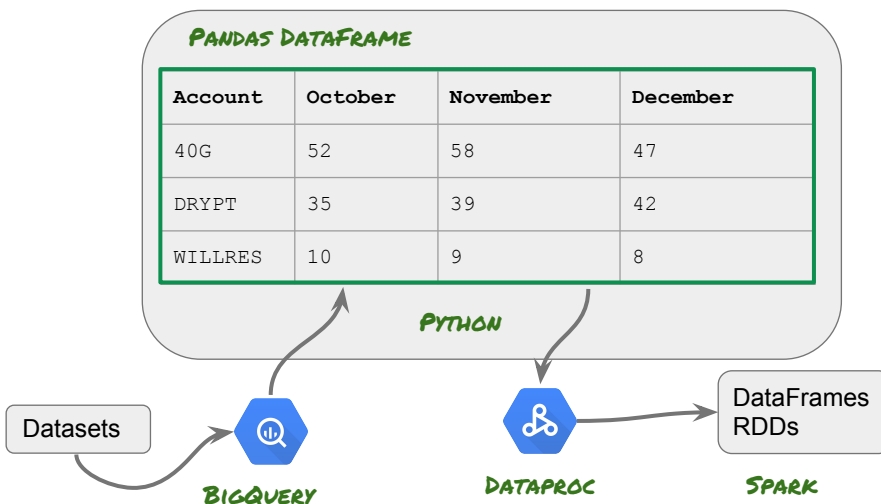 PANDAS DATAFRAME
Account October November December
40G 52 58 47
DRYPT 35 39 42
WILLRES 10 9 8
PYTHON
Datasets
DataFrames
RDDs
BIGQUERY
DATAPROC
SPARK